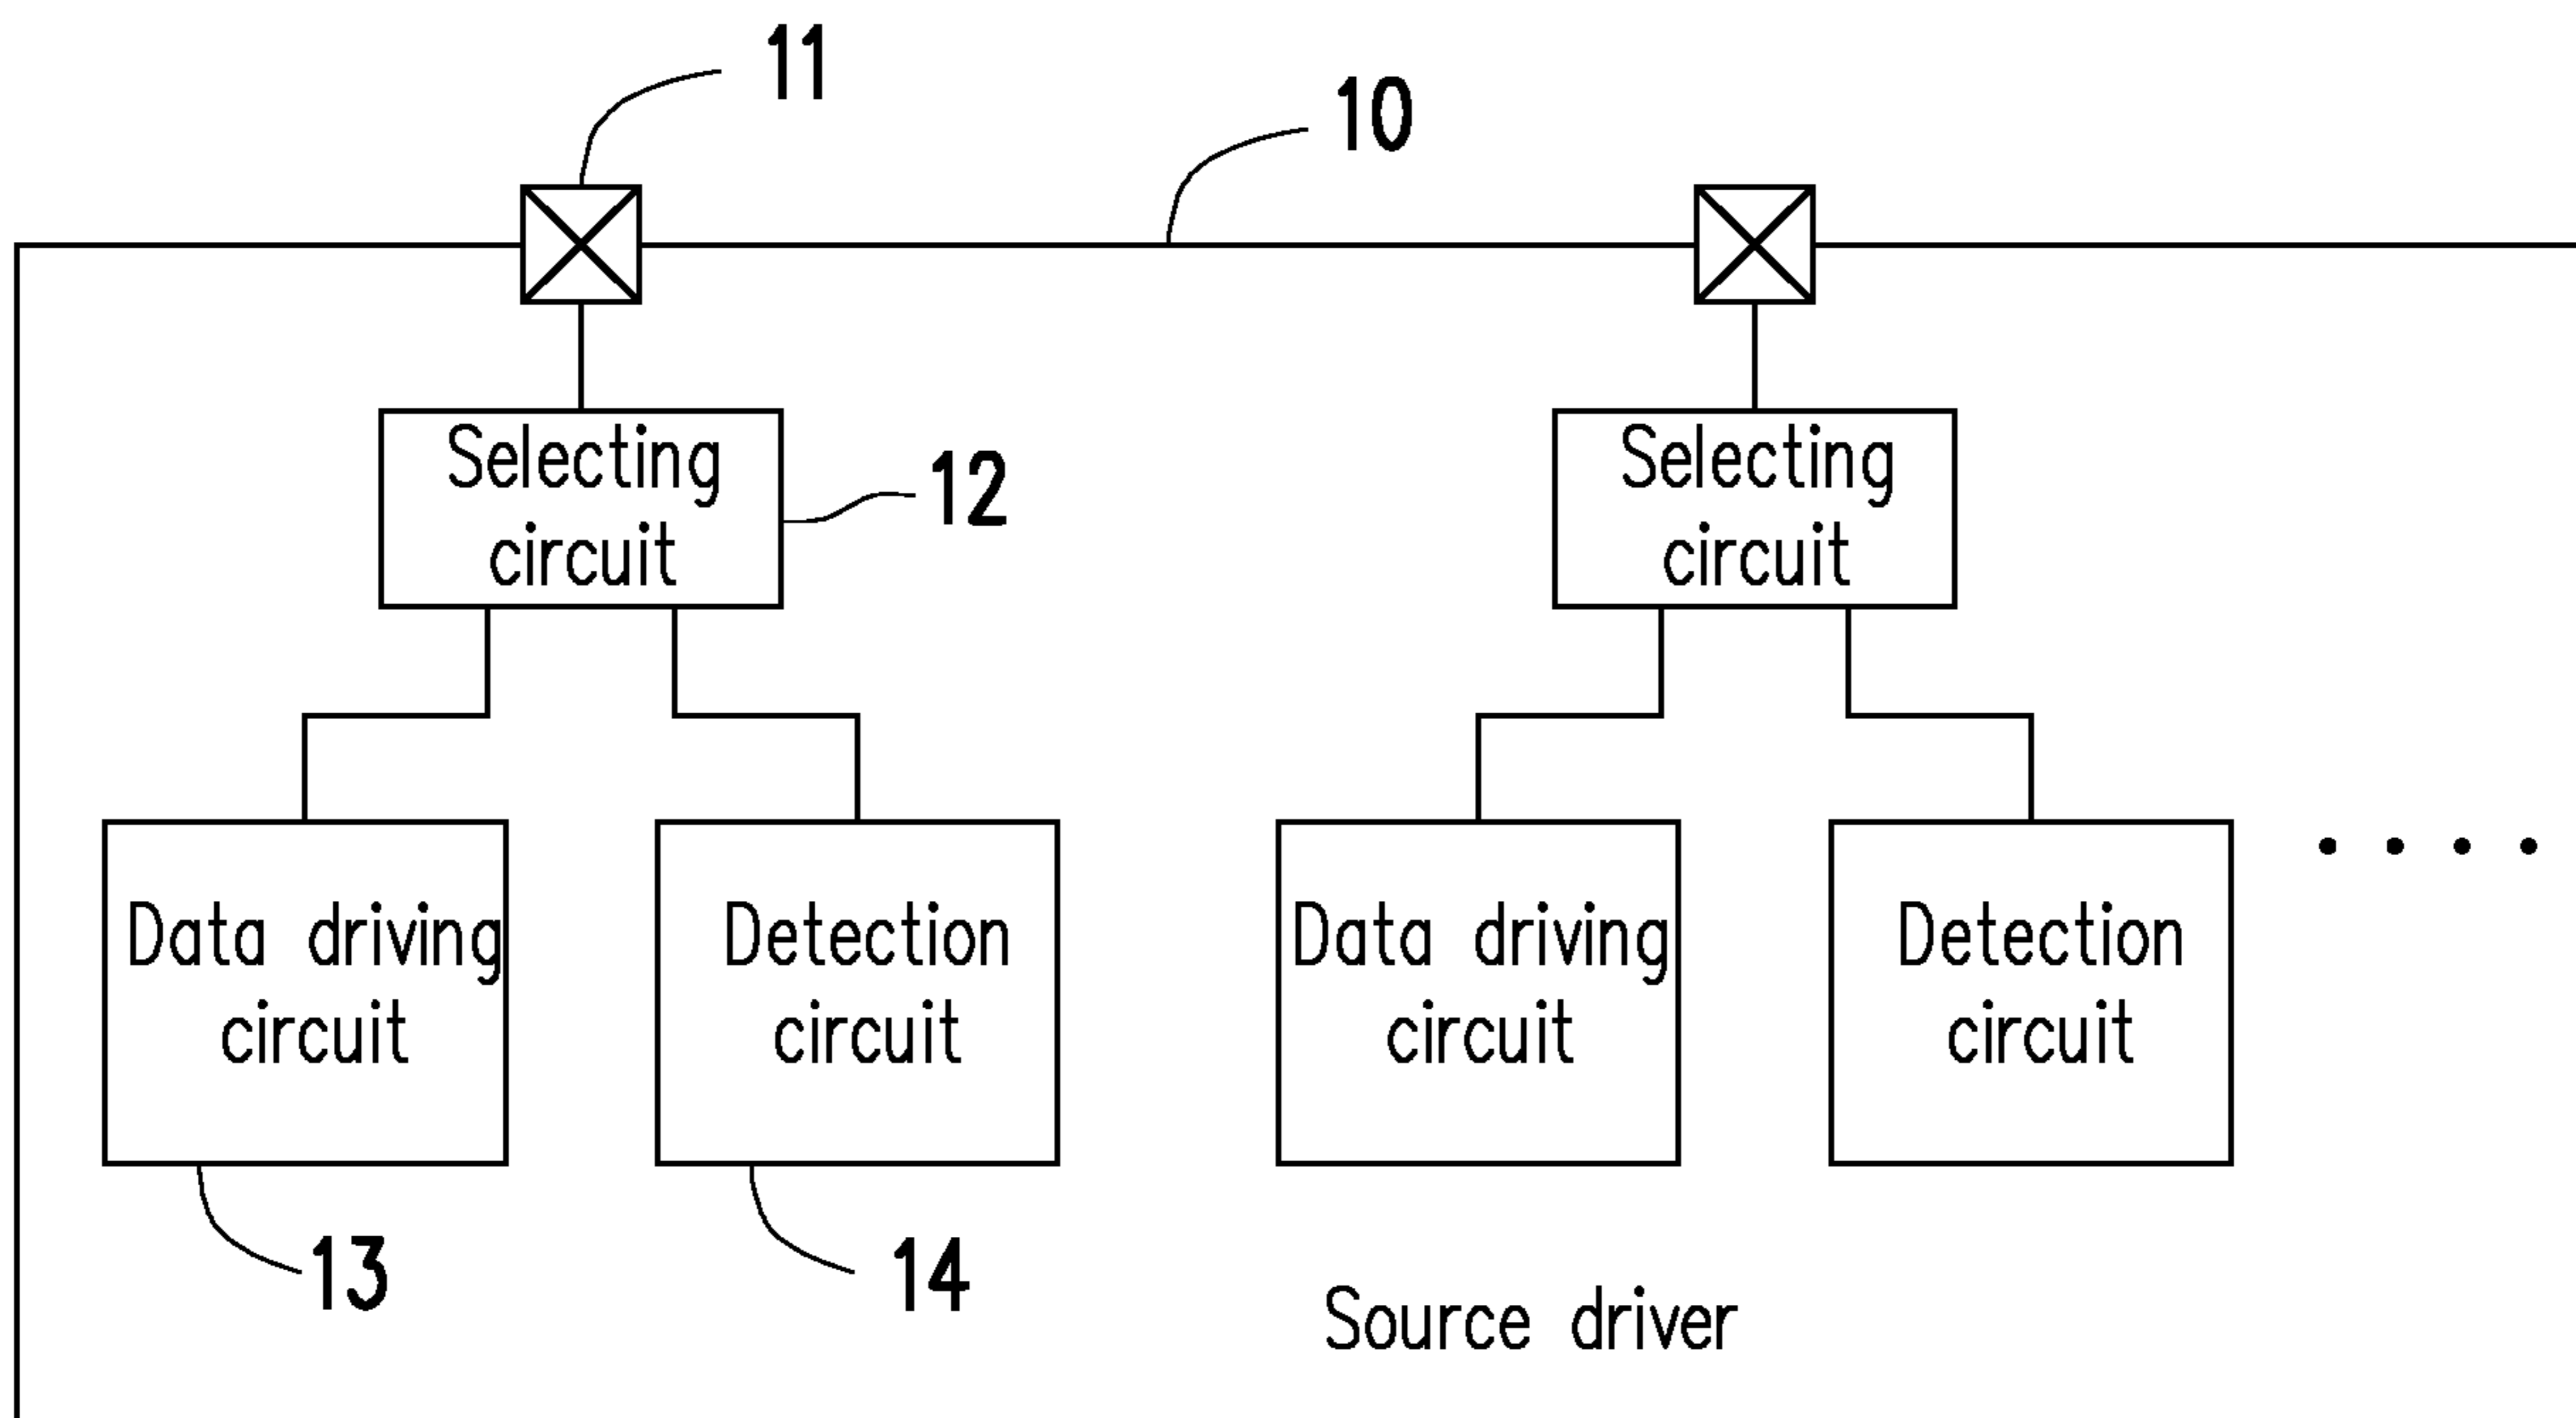 11
10
Selecting
circuit
12
Selecting
circuit
Data driving
circuit
Detection
circuit
Data driving
circuit
Detection
circuit
13
14
Source driver